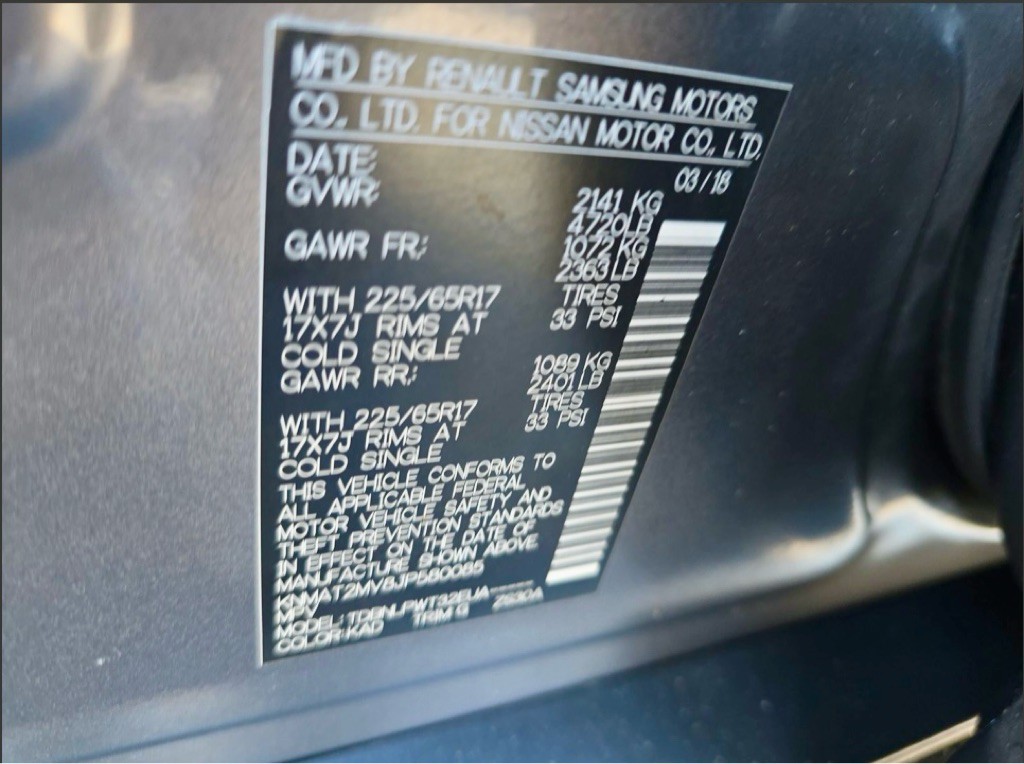 MFD BY RENAULT SAMSUNG MOTORS
CO., LTD. FOR NISSAN MOTOR CO., LTD.
DATE: 03/18
GVWR: 2141 KG
4720LB
GAWR FR: 1072 KG
2363LB
WITH 225/65R17 TIRES
17X7J RIMS AT 33 PSI
COLD SINGLE
GAWR RR: 1089 KG
2401LB
WITH 225/65R17 TIRES
17X7J RIMS AT 33 PSI
COLD SINGLE
THIS VEHICLE CONFORMS TO
ALL APPLICABLE FEDERAL
MOTOR VEHICLE SAFETY AND
THEFT PREVENTION STANDARDS
IN EFFECT ON THE DATE OF
MANUFACTURE SHOWN ABOVE
KNMAT2MV8JP580085
MPV
MODEL:
COLOR:KAD TRIM G